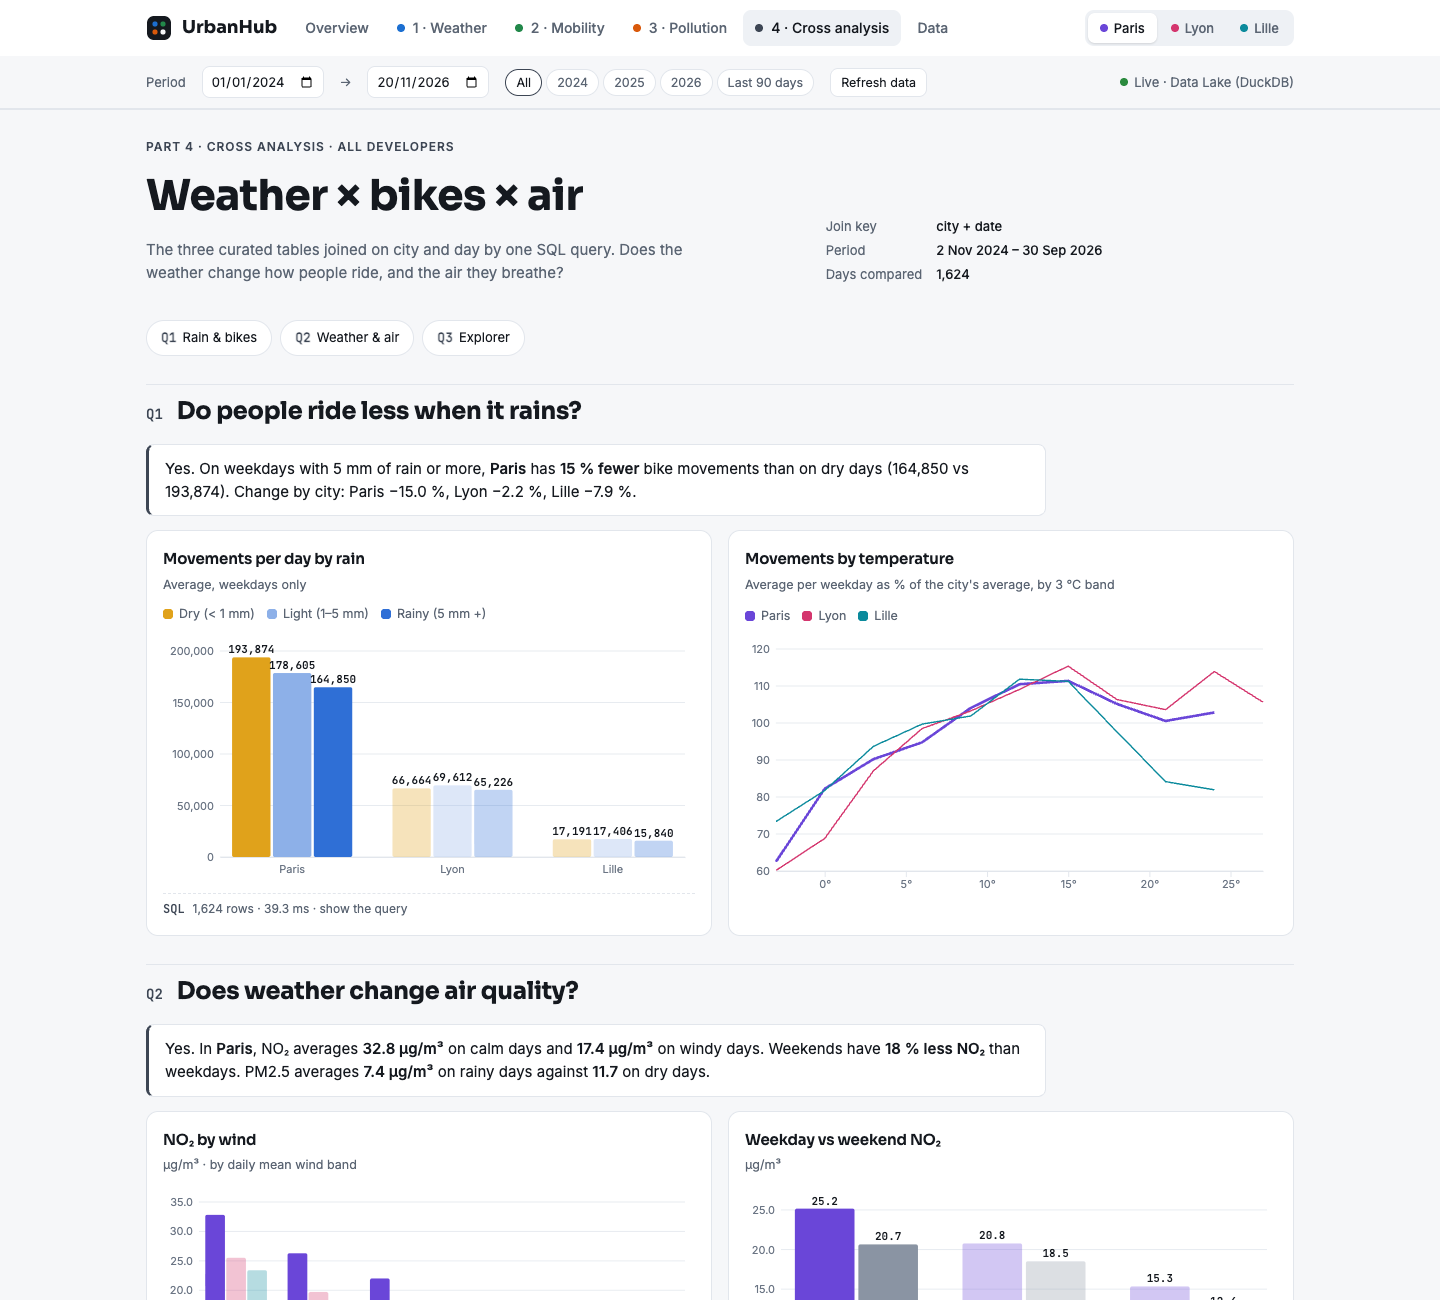 UrbanHub
Overview
1 · Weather
2 · Mobility
3 · Pollution
4 · Cross analysis
Data
Paris
Lyon
Lille
Period
01/01/2024
→
20/11/2026
All
2024
2025
2026
Last 90 days
Refresh data
Live · Data Lake (DuckDB)
PART 4 · CROSS ANALYSIS · ALL DEVELOPERS
Weather × bikes × air
The three curated tables joined on city and day by one SQL query. Does the
weather change how people ride, and the air they breathe?
Join key city + date
Period 2 Nov 2024 – 30 Sep 2026
Days compared 1,624
Q1 Rain & bikes
Q2 Weather & air
Q3 Explorer
Q1 Do people ride less when it rains?
Yes. On weekdays with 5 mm of rain or more, Paris has 15 % fewer bike movements than on dry days (164,850 vs
193,874). Change by city: Paris −15.0 %, Lyon −2.2 %, Lille −7.9 %.
Movements per day by rain
Average, weekdays only
Dry (< 1 mm) Light (1–5 mm) Rainy (5 mm +)
200,000
150,000
100,000
50,000
0
193,874
178,605
164,850
66,664
69,612
65,226
17,191
17,406
15,840
Paris Lyon Lille
SQL 1,624 rows · 39.3 ms · show the query
Movements by temperature
Average per weekday as % of the city's average, by 3 °C band
Paris Lyon Lille
120
110
100
90
80
70
60
0° 5° 10° 15° 20° 25°
Q2 Does weather change air quality?
Yes. In Paris, NO₂ averages 32.8 µg/m³ on calm days and 17.4 µg/m³ on windy days. Weekends have 18 % less NO₂ than
weekdays. PM2.5 averages 7.4 µg/m³ on rainy days against 11.7 on dry days.
NO₂ by wind
µg/m³ · by daily mean wind band
35.0
30.0
25.0
20.0
Weekday vs weekend NO₂
µg/m³
25.0
20.0
15.0
25.2
20.7
20.8
18.5
15.3